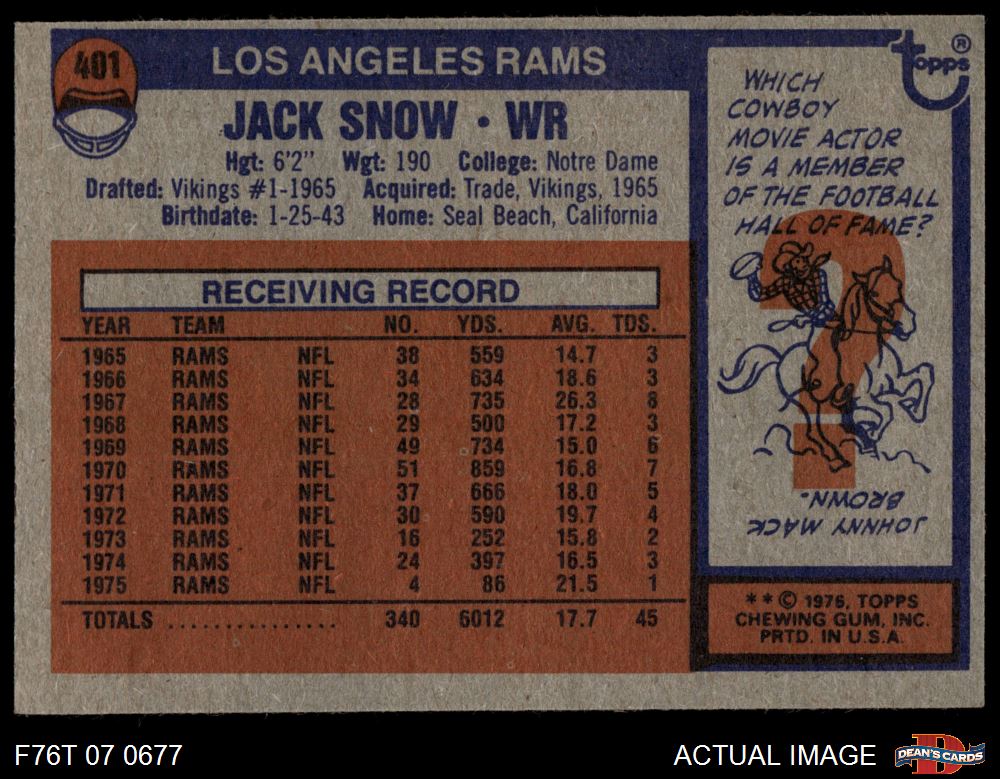 401
LOS ANGELES RAMS
JACK SNOW • WR
Hgt: 6'2" Wgt: 190 College: Notre Dame
Drafted: Vikings #1-1965 Acquired: Trade, Vikings, 1965
Birthdate: 1-25-43 Home: Seal Beach, California
RECEIVING RECORD
YEAR TEAM NO. YDS. AVG. TDS.
1965 RAMS NFL 38 559 14.7 3
1966 RAMS NFL 34 634 18.6 3
1967 RAMS NFL 28 735 26.3 8
1968 RAMS NFL 29 500 17.2 3
1969 RAMS NFL 49 734 15.0 6
1970 RAMS NFL 51 859 16.8 7
1971 RAMS NFL 37 666 18.0 5
1972 RAMS NFL 30 590 19.7 4
1973 RAMS NFL 16 252 15.8 2
1974 RAMS NFL 24 397 16.5 3
1975 RAMS NFL 4 86 21.5 1
TOTALS ............... 340 6012 17.7 45
topps®
WHICH
COWBOY
MOVIE ACTOR
IS A MEMBER
OF THE FOOTBALL
HALL OF FAME?
?
JOHNNY MACK
BROWN.
**© 1976, TOPPS
CHEWING GUM, INC.
PRTD. IN U.S.A.
F76T 07 0677
ACTUAL IMAGE
D
DEAN'S CARDS